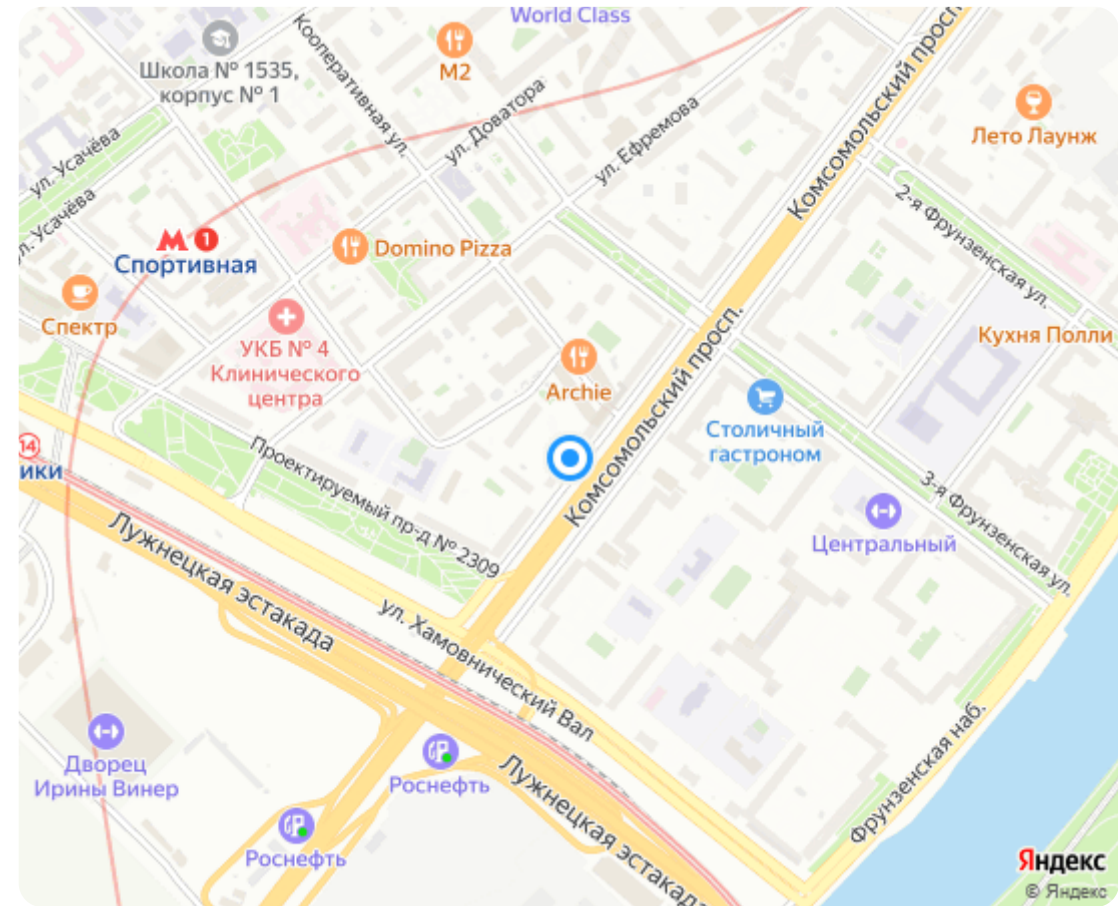 World Class
Кооперативная ул.
M2
Комсомольский просп
Школа № 1535,
корпус № 1
ул. Доватора
Лето Лаунж
ул. Усачёва
ул. Ефремова
2-я Фрунзенская ул.
л. Усачёва
1
Спортивная
Domino Pizza
Спектр
Кухня Полли
УКБ № 4
Клинического
центра
Archie
Комсомольский просп.
Столичный
гастроном
14
ики
Проектируемый пр-д № 2309
3-я Фрунзенская ул.
Центральный
Лужнецкая эстакада
ул. Хамовнический Вал
Дворец
Ирины Винер
Роснефть
Лужнецкая эстакада
Фрунзенская наб.
Роснефть
Яндекс
© Яндекс